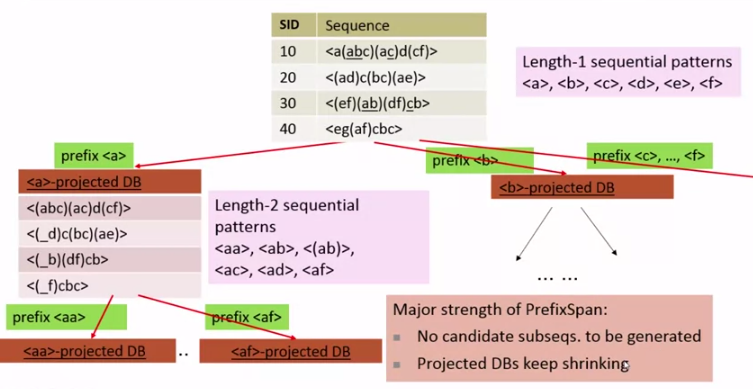 SID Sequence
10 <a(abc)(ac)d(cf)>
20 <(ad)c(bc)(ae)>
30 <(ef)(ab)(df)cb>
40 <eg(af)cbc>
Length-1 sequential patterns
<a>, <b>, <c>, <d>, <e>, <f>
prefix <a>
prefix <b>
prefix <c>, ..., <f>
<a>-projected DB
<(abc)(ac)d(cf)>
<(_d)c(bc)(ae)>
<(_b)(df)cb>
<(_f)cbc>
Length-2 sequential
patterns
<aa>, <ab>, <(ab)>,
<ac>, <ad>, <af>
<b>-projected DB
... ...
prefix <aa>
prefix <af>
<aa>-projected DB
..
<af>-projected DB
Major strength of PrefixSpan:
▪ No candidate subseqs. to be generated
▪ Projected DBs keep shrinking